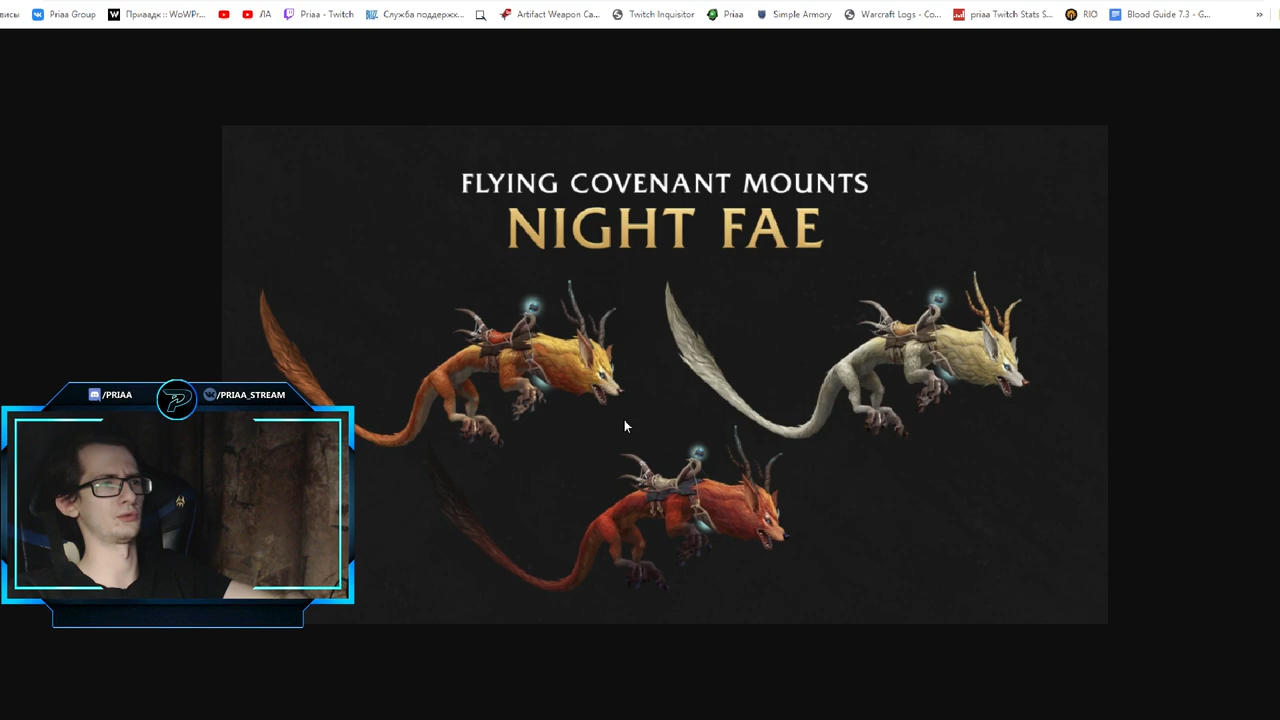 висы
Priaa Group
Привадк :: WoWPr...
ЛА
Priaa - Twitch
Служба поддержк...
Artifact Weapon Ca...
Twitch Inquisitor
Priaa
Simple Armory
Warcraft Logs - Co...
priaa Twitch Stats S...
RIO
Blood Guide 7.3 - G...
»
FLYING COVENANT MOUNTS
NIGHT FAE
/PRIAA
/PRIAA_STREAM